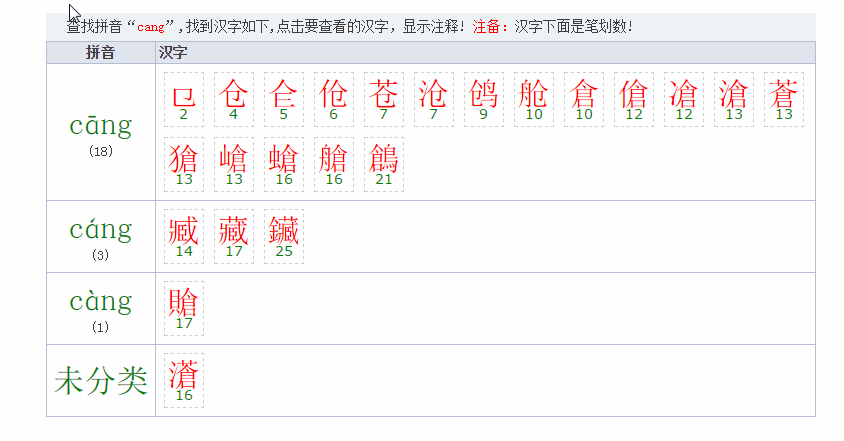 查找拼音“cang”,找到汉字如下,点击要查看的汉字，显示注释！注备：汉字下面是笔划数！
拼音 汉字
cāng
(18)
㔾 仓 仺 伧 苍 沧 鸧 舱 倉 傖 凔 滄 蒼
2 4 5 6 7 7 9 10 10 12 12 13 13
獊 嵢 螥 艙 鶬
13 13 16 16 21
cáng
(3)
臧 藏 鑶
14 17 25
càng
(1)
賶
17
未分类
濸
16